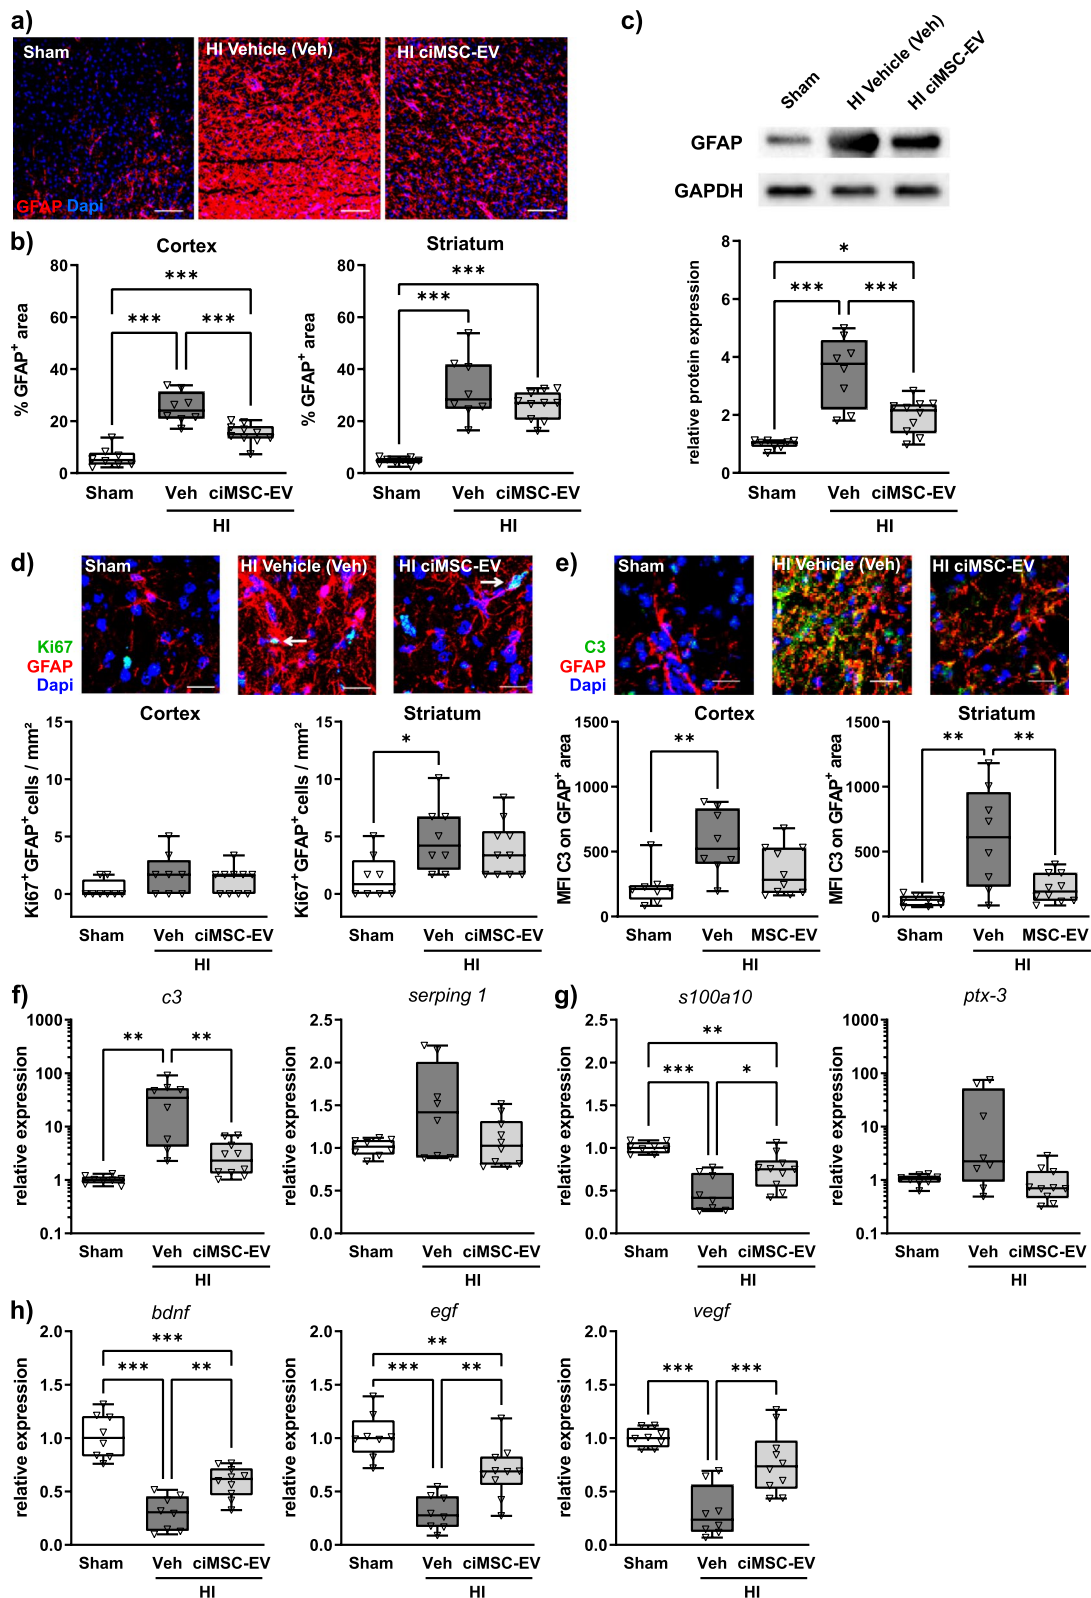 a)
Sham
HI Vehicle (Veh)
HI ciMSC-EV
GFAP Dapi
b)
Cortex
% GFAP+ area
80
60
40
20
0
***
***
***
Sham
Veh ciMSC-EV
HI
Striatum
% GFAP+ area
80
60
40
20
0
***
***
Sham
Veh ciMSC-EV
HI
c)
Sham
HI Vehicle (Veh)
HI ciMSC-EV
GFAP
GAPDH
relative protein expression
8
6
4
2
0
*
***
***
Sham
Veh ciMSC-EV
HI
d)
Sham
HI Vehicle (Veh)
HI ciMSC-EV
Ki67
GFAP
Dapi
Cortex
Ki67+GFAP+cells / mm²
15
10
5
0
Sham
Veh ciMSC-EV
HI
Striatum
Ki67+GFAP+cells / mm²
15
10
5
0
*
Sham
Veh ciMSC-EV
HI
e)
Sham
HI Vehicle (Veh)
HI ciMSC-EV
C3
GFAP
Dapi
Cortex
MFI C3 on GFAP+ area
1500
1000
500
0
**
Sham
Veh MSC-EV
HI
Striatum
MFI C3 on GFAP+ area
1500
1000
500
0
**
**
Sham
Veh MSC-EV
HI
f)
c3
relative expression
1000
100
10
1
0.1
**
**
Sham
Veh ciMSC-EV
HI
serping 1
relative expression
2.5
2.0
1.5
1.0
0.5
0.0
Sham
Veh ciMSC-EV
HI
g)
s100a10
relative expression
2.5
2.0
1.5
1.0
0.5
0.0
**
***
*
Sham
Veh ciMSC-EV
HI
ptx-3
relative expression
1000
100
10
1
0.1
Sham
Veh ciMSC-EV
HI
h)
bdnf
relative expression
2.0
1.5
1.0
0.5
0.0
***
***
**
Sham
Veh ciMSC-EV
HI
egf
relative expression
2.0
1.5
1.0
0.5
0.0
**
***
**
Sham
Veh ciMSC-EV
HI
vegf
relative expression
2.0
1.5
1.0
0.5
0.0
***
***
Sham
Veh ciMSC-EV
HI